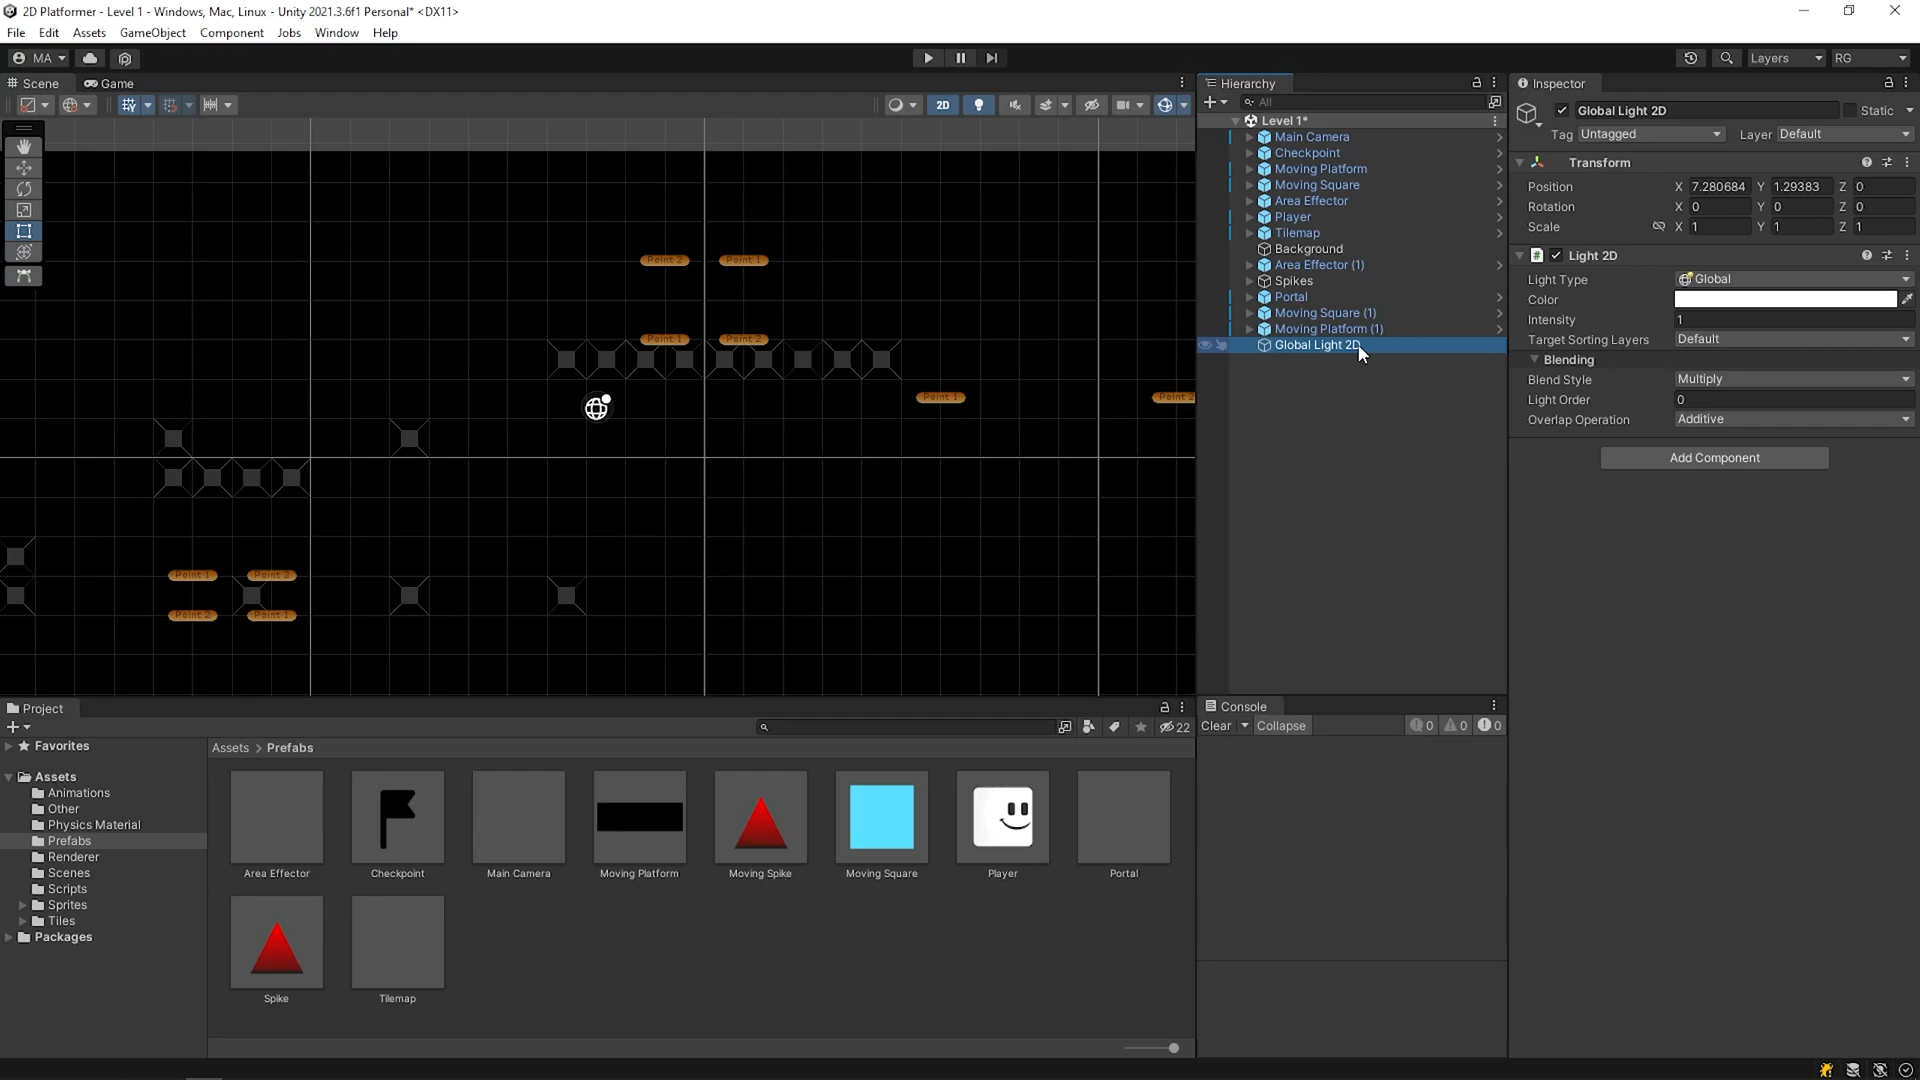 2D Platformer - Level 1 - Windows, Mac, Linux - Unity 2021.3.6f1 Personal* <DX11>
File Edit Assets GameObject Component Jobs Window Help
MA
Layers
RG
Scene
Game
2D
Point 2
Point 1
Point 1
Point 2
Point 1
Point 2
Point 1
Point 2
Point 2
Point 1
Hierarchy
All
Level 1*
Main Camera
Checkpoint
Moving Platform
Moving Square
Area Effector
Player
Tilemap
Background
Area Effector (1)
Spikes
Portal
Moving Square (1)
Moving Platform (1)
Global Light 2D
Inspector
Global Light 2D
Static
Tag Untagged
Layer Default
Transform
Position X 7.280684 Y 1.29383 Z 0
Rotation X 0 Y 0 Z 0
Scale X 1 Y 1 Z 1
Light 2D
Light Type Global
Color
Intensity 1
Target Sorting Layers Default
Blending
Blend Style Multiply
Light Order 0
Overlap Operation Additive
Add Component
Project
22
Favorites
Assets
Animations
Other
Physics Material
Prefabs
Renderer
Scenes
Scripts
Sprites
Tiles
Packages
Assets > Prefabs
Area Effector
Checkpoint
Main Camera
Moving Platform
Moving Spike
Moving Square
Player
Portal
Spike
Tilemap
Console
Clear Collapse 0 0 0